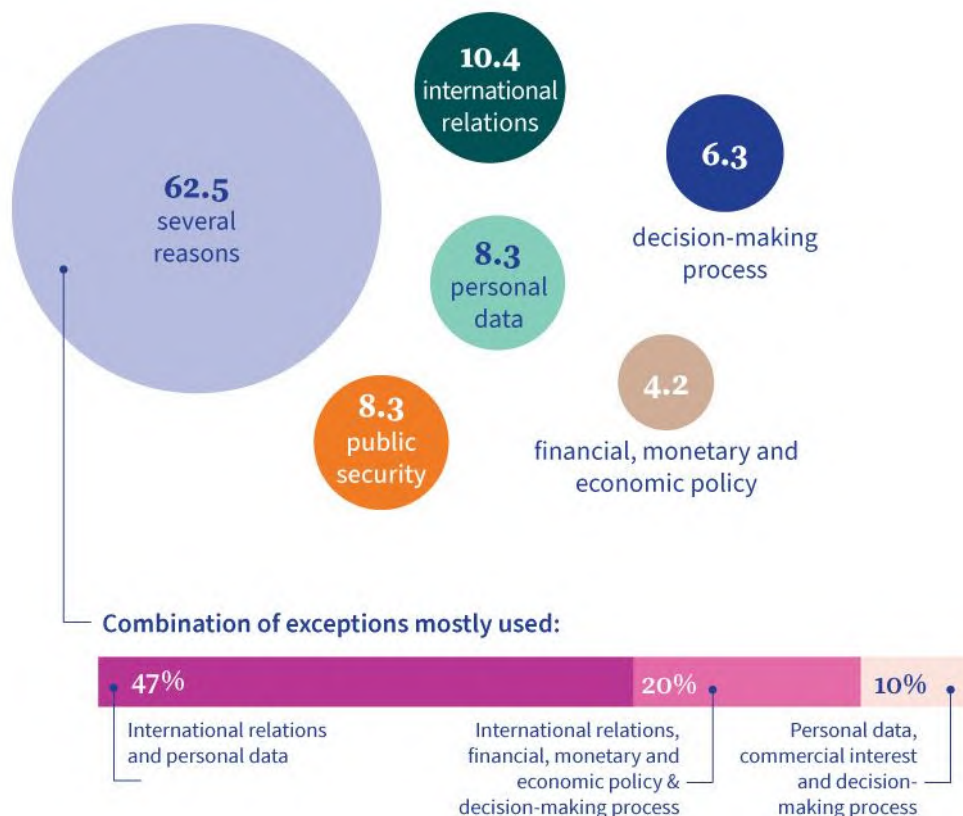 10.4
international
relations
6.3
decision-making
process
62.5
several
reasons
8.3
personal
data
4.2
financial, monetary and
economic policy
8.3
public
security
Combination of exceptions mostly used:
47%
International relations
and personal data
20%
International relations,
financial, monetary and
economic policy &
decision-making process
10%
Personal data,
commercial interest
and decision-
making process